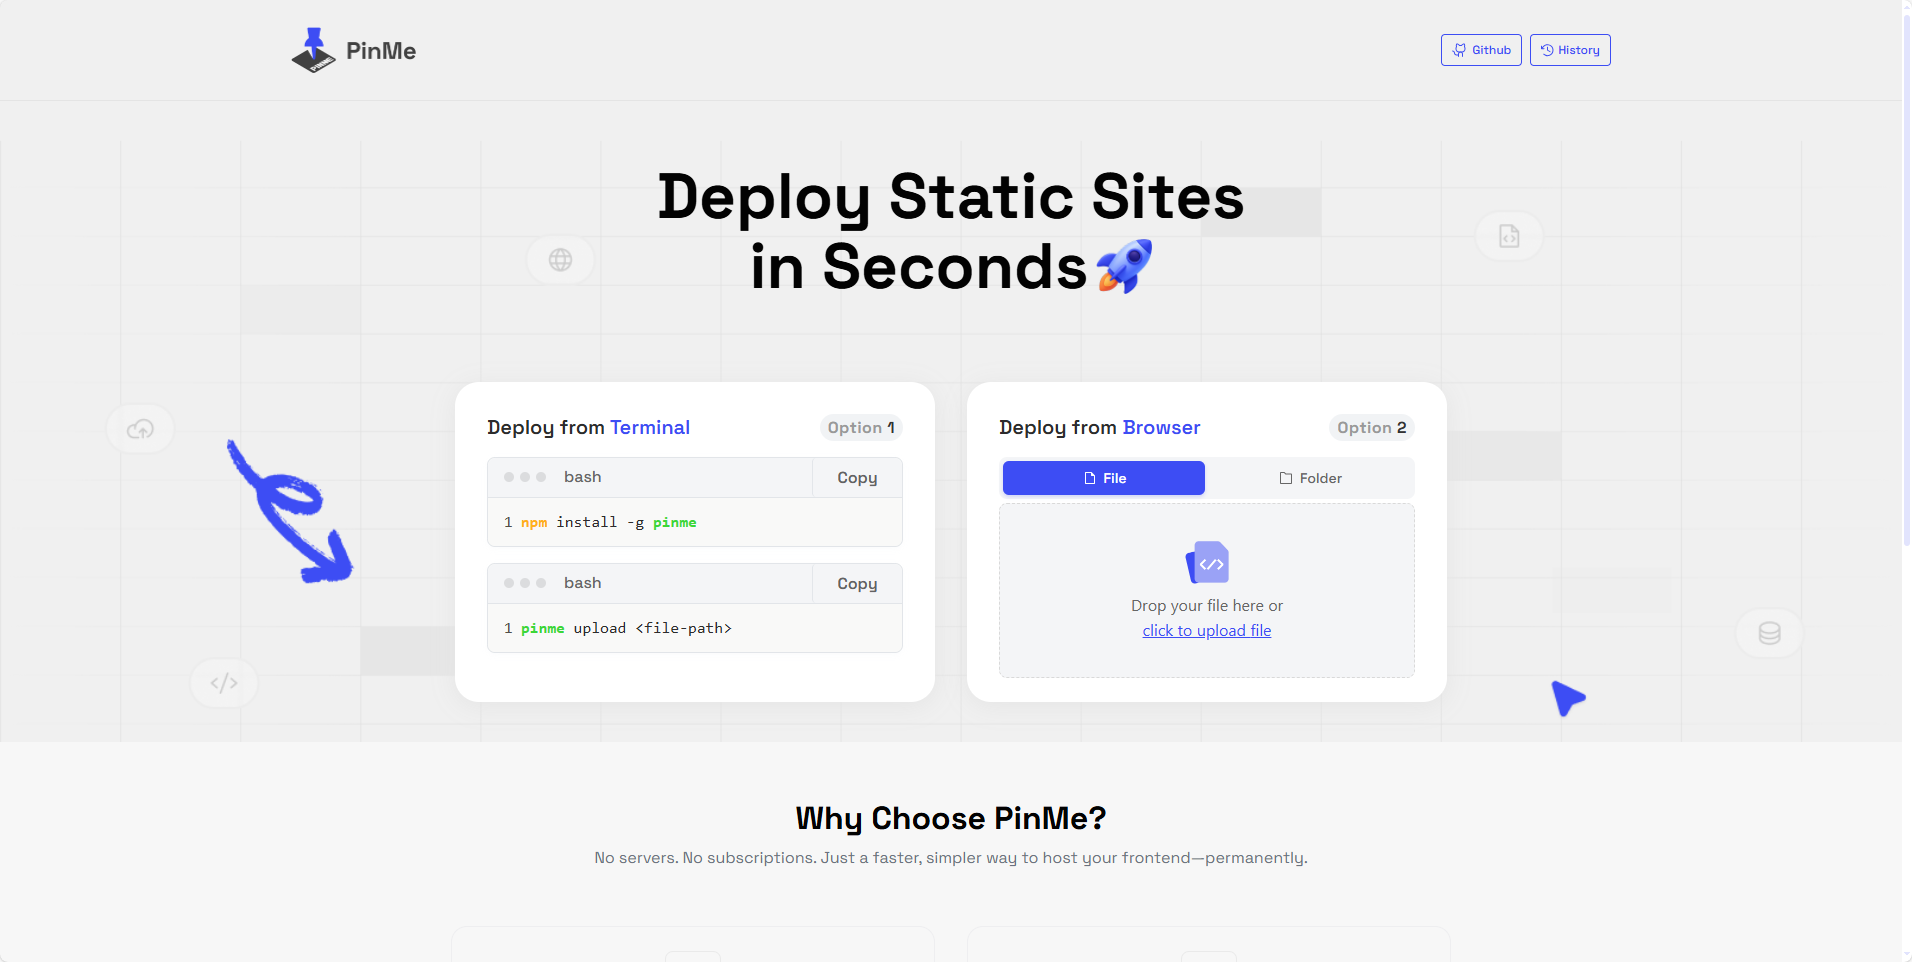 PinMe
Github
History
Deploy Static Sites
in Seconds🚀
Deploy from Terminal
Option 1
bash
Copy
1 npm install -g pinme
bash
Copy
1 pinme upload <file-path>
Deploy from Browser
Option 2
File
Folder
</>
Drop your file here or
click to upload file
Why Choose PinMe?
No servers. No subscriptions. Just a faster, simpler way to host your frontend—permanently.